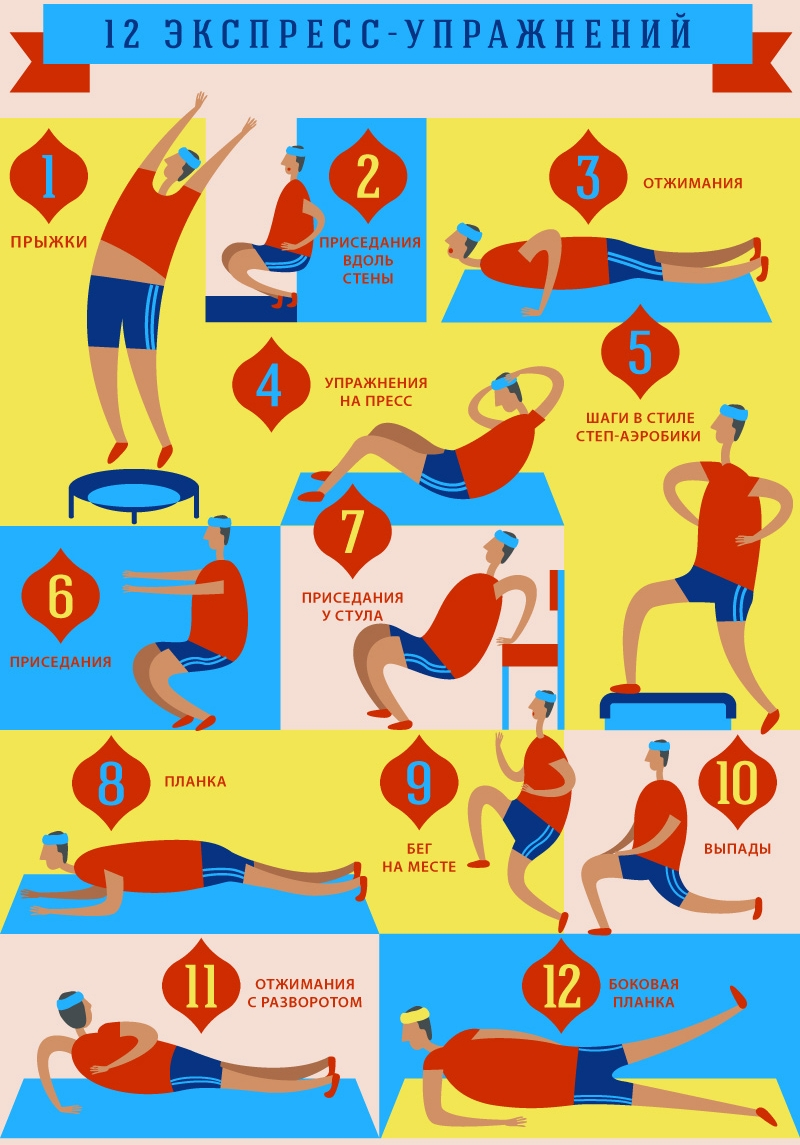 12 ЭКСПРЕСС-УПРАЖНЕНИЙ
1
ПРЫЖКИ
2
ПРИСЕДАНИЯ
ВДОЛЬ
СТЕНЫ
3
ОТЖИМАНИЯ
4
УПРАЖНЕНИЯ
НА ПРЕСС
5
ШАГИ В СТИЛЕ
СТЕП-АЭРОБИКИ
6
ПРИСЕДАНИЯ
7
ПРИСЕДАНИЯ
У СТУЛА
8
ПЛАНКА
9
БЕГ
НА МЕСТЕ
10
ВЫПАДЫ
11
ОТЖИМАНИЯ
С РАЗВОРОТОМ
12
БОКОВАЯ
ПЛАНКА